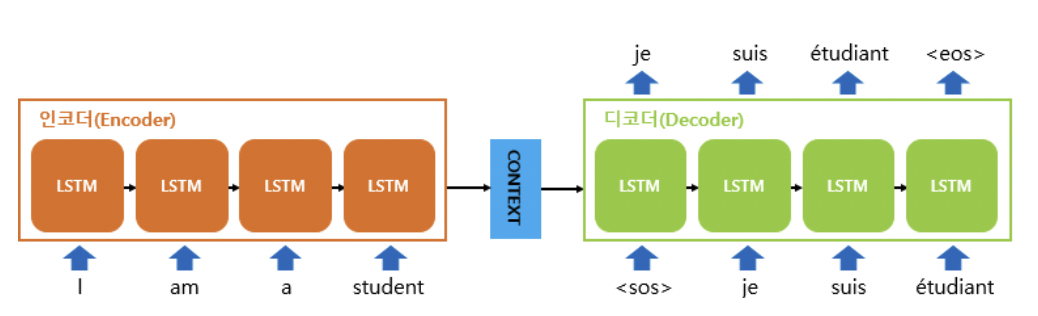 je suis étudiant <eos>
인코더(Encoder)
디코더(Decoder)
LSTM LSTM LSTM LSTM
CONTEXT
LSTM LSTM LSTM LSTM
I am a student
<sos> je suis étudiant